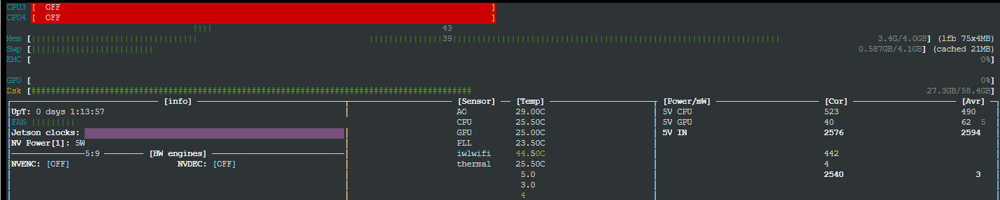 CPU3 [ OFF ]
CPU4 [ OFF ]
43
Mem [ 39 3.4G/4.0GB] (lfb 75x4MB)
Swp [ 0.587GB/4.1GB] (cached 21MB)
EMC [ 0%]
GPU [ 0%]
Dsk [######################################################################################### 27.3GB/58.4GB]
[info] [Sensor] [Temp] [Power/mW] [Cur] [Avr]
UpT: 0 days 1:13:57 AO 29.00C 5V CPU 523 490
FAN CPU 25.50C 5V GPU 40 62 5
Jetson clocks: GPU 25.00C 5V IN 2576 2594
NV Power[1]: 5W PLL 23.50C
5:9 [HW engines] iwlwifi 44.50C 442
NVENC: [OFF] NVDEC: [OFF] thermal 25.50C 4
5.0 2540 3
3.0
4